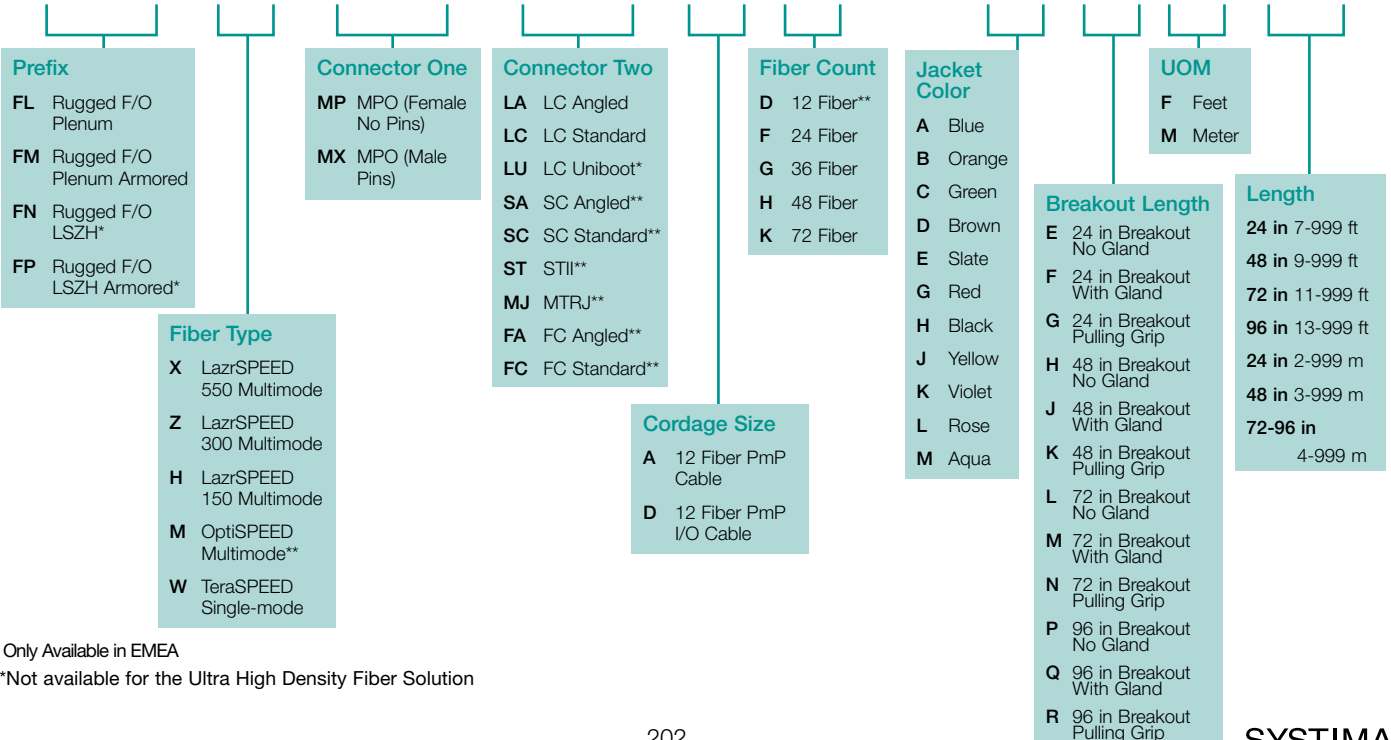 Prefix
FL Rugged F/O
Plenum
FM Rugged F/O
Plenum Armored
FN Rugged F/O
LSZH*
FP Rugged F/O
LSZH Armored*
Fiber Type
X LazrSPEED
550 Multimode
Z LazrSPEED
300 Multimode
H LazrSPEED
150 Multimode
M OptiSPEED
Multimode**
W TeraSPEED
Single-mode
Connector One
MP MPO (Female
No Pins)
MX MPO (Male
Pins)
Connector Two
LA LC Angled
LC LC Standard
LU LC Uniboot*
SA SC Angled**
SC SC Standard**
ST STII**
MJ MTRJ**
FA FC Angled**
FC FC Standard**
Cordage Size
A 12 Fiber PmP
Cable
D 12 Fiber PmP
I/O Cable
Fiber Count
D 12 Fiber**
F 24 Fiber
G 36 Fiber
H 48 Fiber
K 72 Fiber
Jacket
Color
A Blue
B Orange
C Green
D Brown
E Slate
G Red
H Black
J Yellow
K Violet
L Rose
M Aqua
Breakout Length
E 24 in Breakout
No Gland
F 24 in Breakout
With Gland
G 24 in Breakout
Pulling Grip
H 48 in Breakout
No Gland
J 48 in Breakout
With Gland
K 48 in Breakout
Pulling Grip
L 72 in Breakout
No Gland
M 72 in Breakout
With Gland
N 72 in Breakout
Pulling Grip
P 96 in Breakout
No Gland
Q 96 in Breakout
With Gland
R 96 in Breakout
Pulling Grip
UOM
F Feet
M Meter
Length
24 in 7-999 ft
48 in 9-999 ft
72 in 11-999 ft
96 in 13-999 ft
24 in 2-999 m
48 in 3-999 m
72-96 in
4-999 m
Only Available in EMEA
*Not available for the Ultra High Density Fiber Solution
202
SYSTIMA